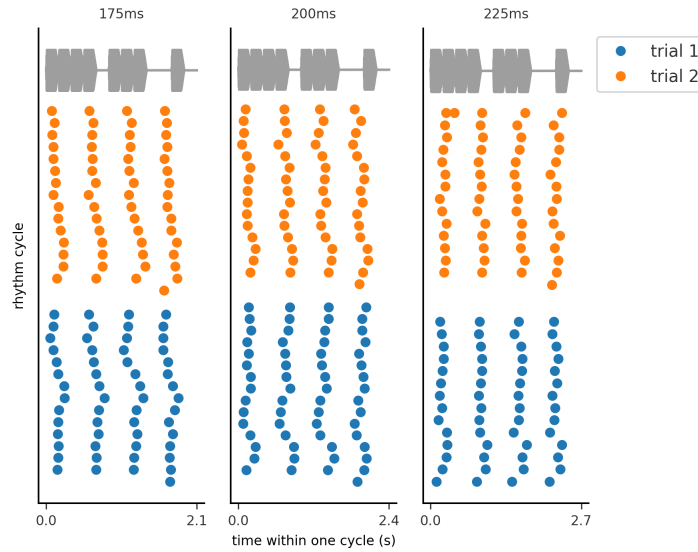 175ms
200ms
225ms
trial 1
trial 2
rhythm cycle
0.0
2.1
0.0
2.4
0.0
2.7
time within one cycle (s)